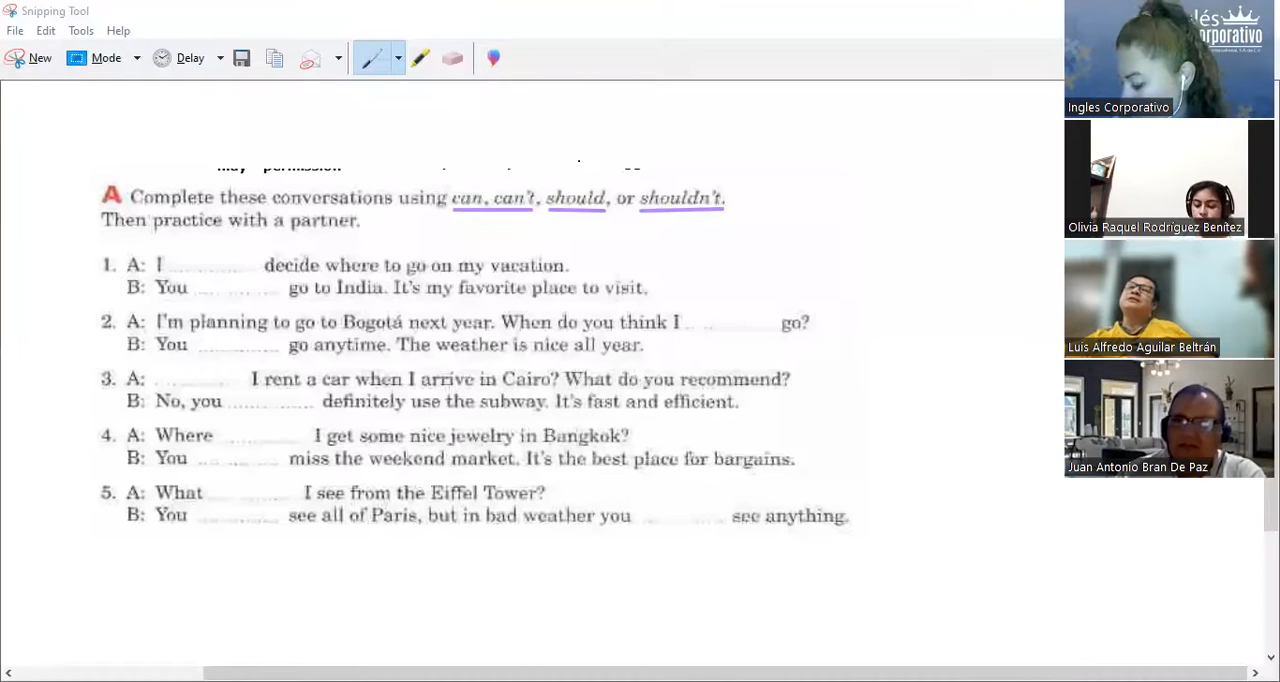 Snipping Tool
File Edit Tools Help
New Mode Delay
A Complete these conversations using can, can't, should, or shouldn't.
Then practice with a partner.
1. A: I ............ decide where to go on my vacation.
B: You ............ go to India. It's my favorite place to visit.
2. A: I'm planning to go to Bogotá next year. When do you think I ............ go?
B: You ............ go anytime. The weather is nice all year.
3. A: ............ I rent a car when I arrive in Cairo? What do you recommend?
B: No, you ............ definitely use the subway. It's fast and efficient.
4. A: Where ............ I get some nice jewelry in Bangkok?
B: You ............ miss the weekend market. It's the best place for bargains.
5. A: What ............ I see from the Eiffel Tower?
B: You ............ see all of Paris, but in bad weather you ............ see anything.
Ingles Corporativo
Olivia Raquel Rodríguez Benítez
Luis Alfredo Aguilar Beltrán
Juan Antonio Bran De Paz